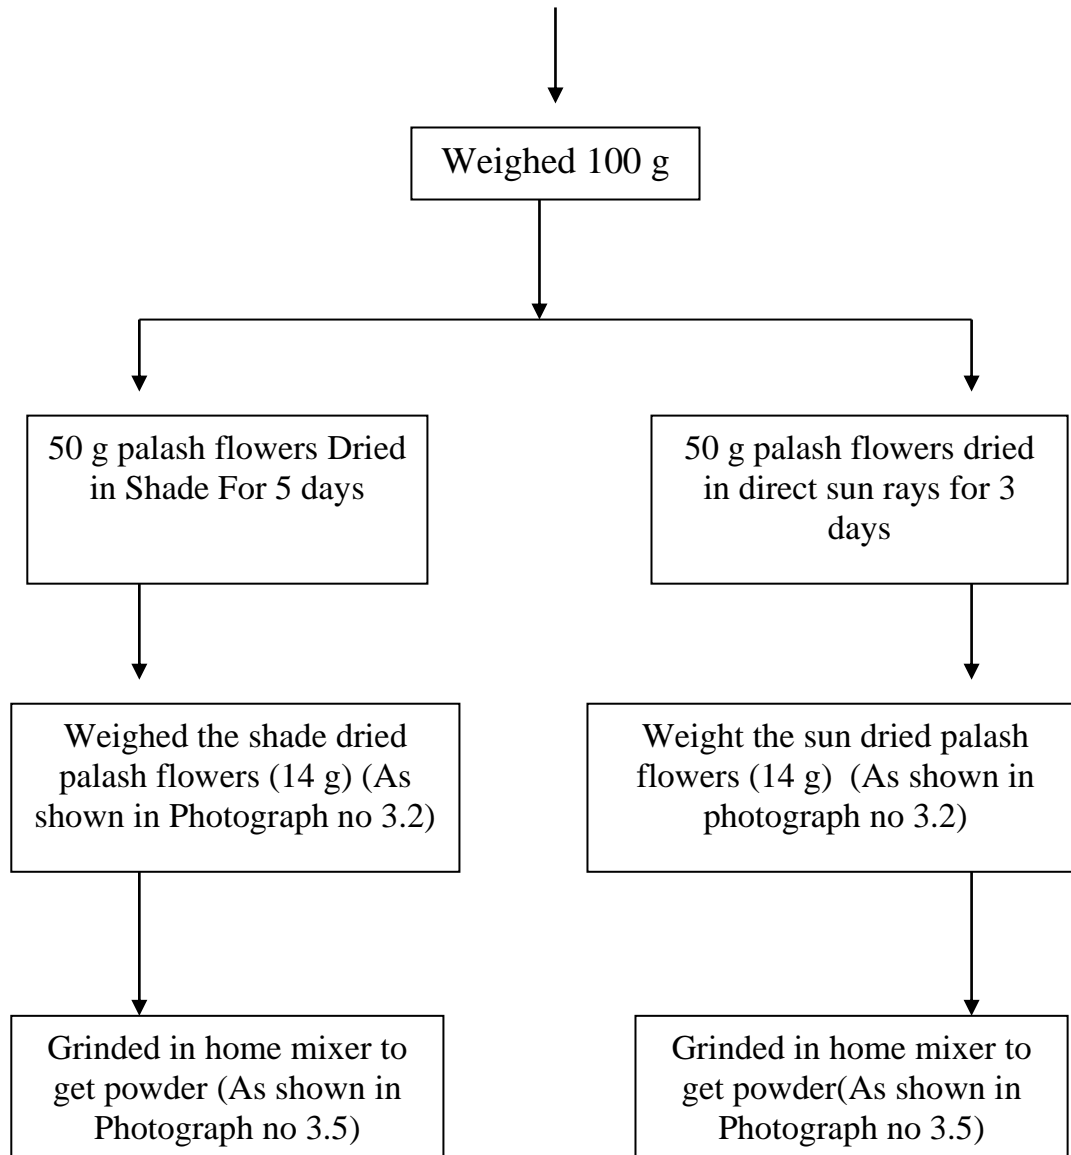 Weighed 100 g
50 g palash flowers Dried
in Shade For 5 days
50 g palash flowers dried
in direct sun rays for 3
days
Weighed the shade dried
palash flowers (14 g) (As
shown in Photograph no 3.2)
Weight the sun dried palash
flowers (14 g)  (As shown in
photograph no 3.2)
Grinded in home mixer to
get powder (As shown in
Photograph no 3.5)
Grinded in home mixer to
get powder(As shown in
Photograph no 3.5)